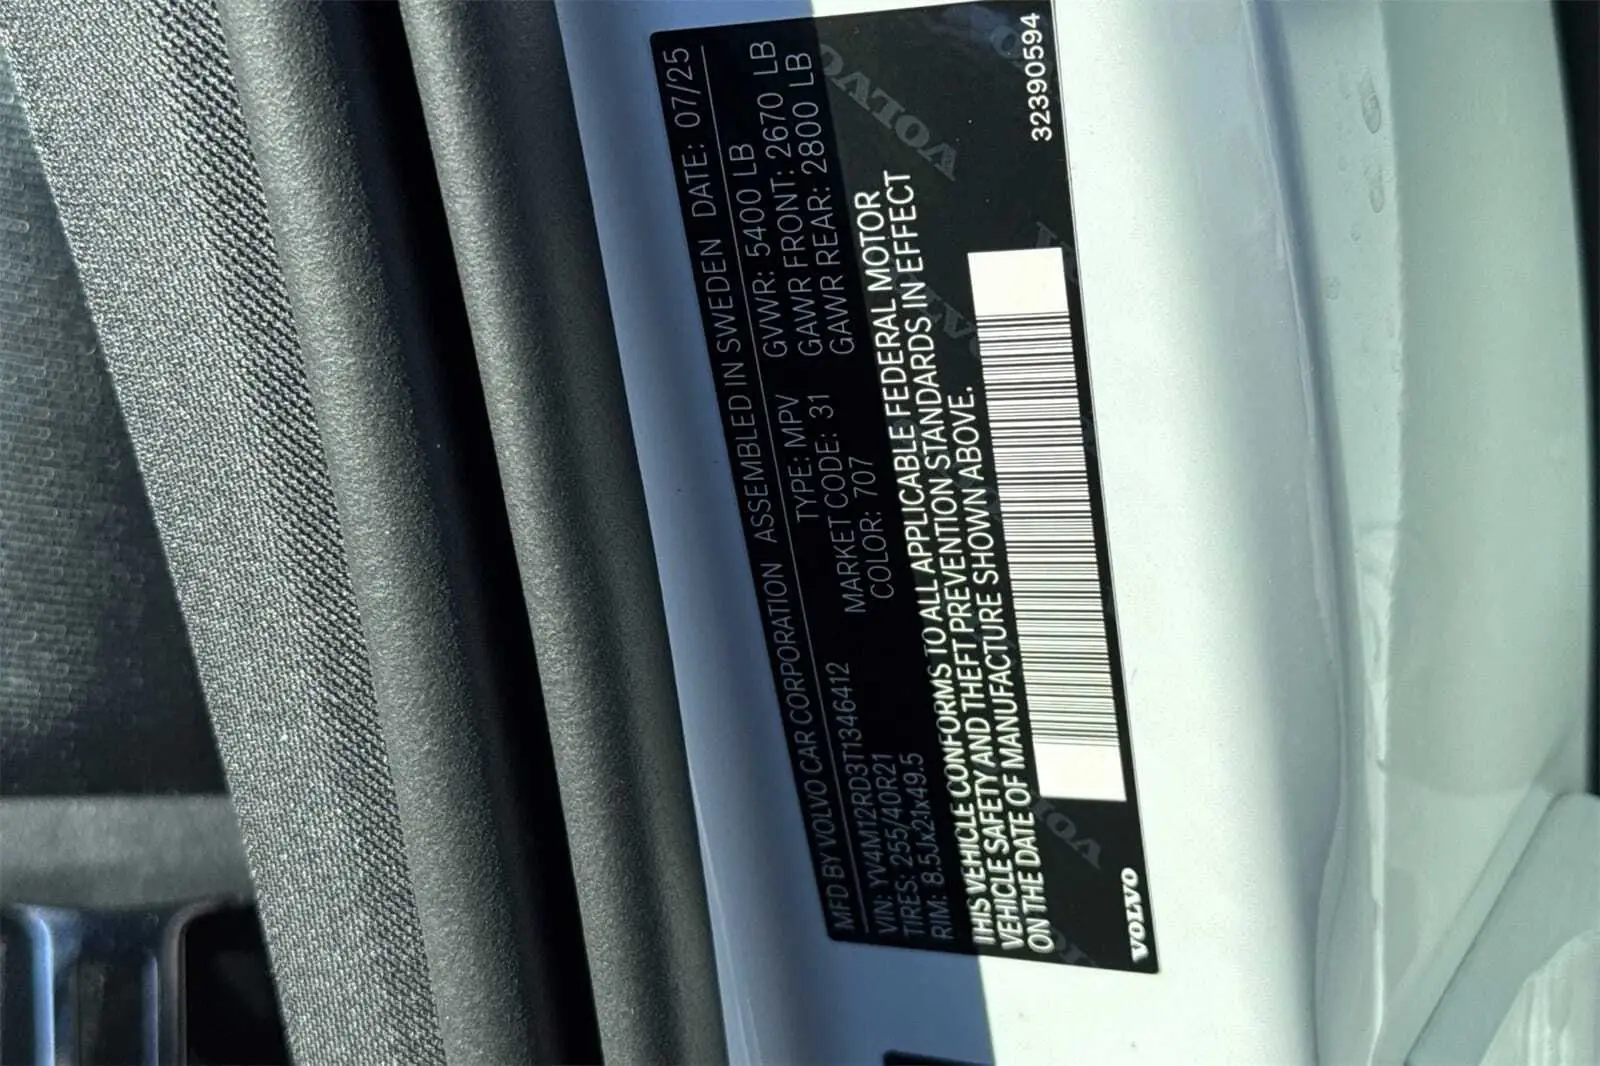 MFD BY VOLVO CAR CORPORATION ASSEMBLED IN SWEDEN DATE: 07/25
VIN: YV4M12RD3T1346412 TYPE: MPV GVWR: 5400 LB
TIRES: 255/40R21 MARKET CODE: 31 GAWR FRONT: 2670 LB
RIM: 8.5Jx21x49.5 COLOR: 707 GAWR REAR: 2800 LB
THIS VEHICLE CONFORMS TO ALL APPLICABLE FEDERAL MOTOR
VEHICLE SAFETY AND THEFT PREVENTION STANDARDS IN EFFECT
ON THE DATE OF MANUFACTURE SHOWN ABOVE.
VOLVO 32390594